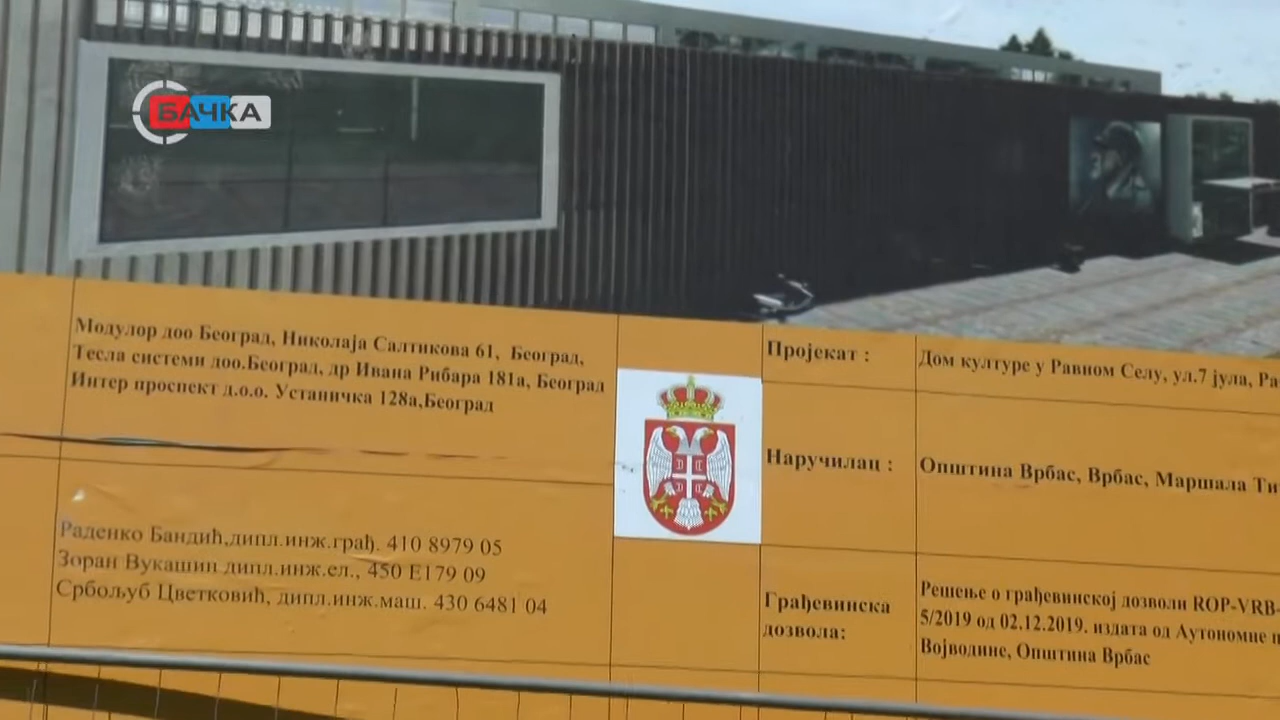 БАЧКА
Модулор доо Београд, Николаја Салтикова 61, Београд,
Тесла системи доо.Београд, др Ивана Рибара 181а, Београд
Интер проспект д.о.о. Устаничка 128а,Београд
Раденко Бандић,дипл.инж.грађ. 410 8979 05
Зоран Вукашин дипл.инж.ел., 450 Е179 09
Србољуб Цветковић, дипл.инж.маш. 430 6481 04
Пројекат :
Дом културе у Равном Селу, ул.7 јула, Ра
Наручилац :
Општина Врбас, Врбас, Маршала Ти
Грађевинска
дозвола:
Решење о грађевинској дозволи ROP-VRB-
5/2019 од 02.12.2019. издата од Аутономне п
Војводине, Општина Врбас